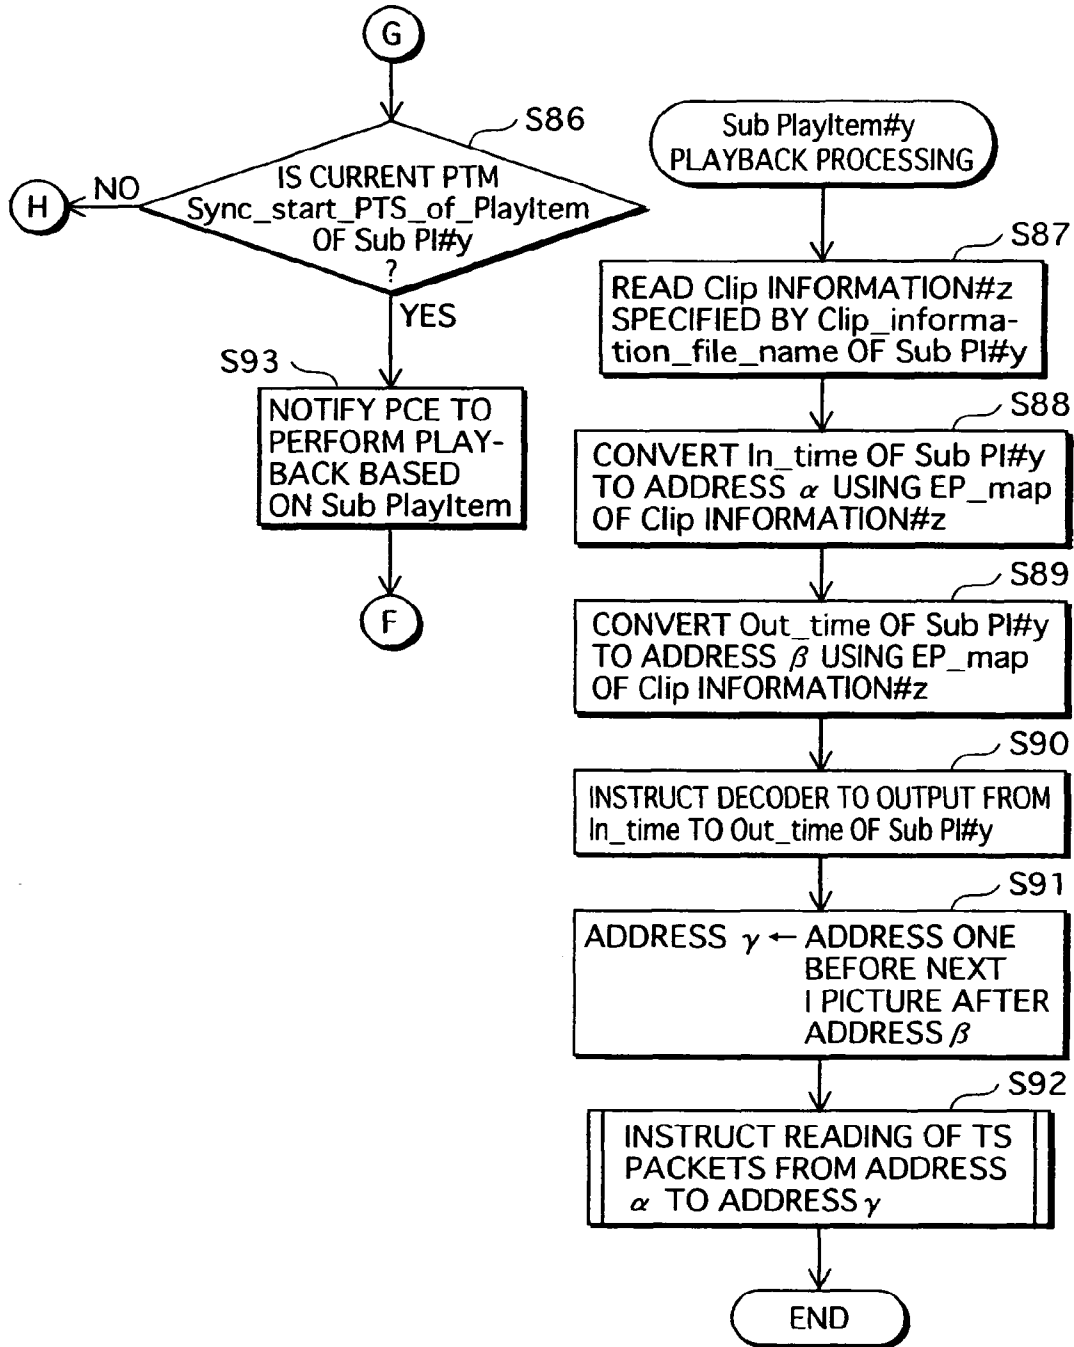 G
S86
IS CURRENT PTM
Sync_start_PTS_of_PlayItem
OF Sub PI#y
?
NO
H
YES
S93
NOTIFY PCE TO
PERFORM PLAY-
BACK BASED
ON Sub PlayItem
F
Sub PlayItem#y
PLAYBACK PROCESSING
S87
READ Clip INFORMATION#z
SPECIFIED BY Clip_informa-
tion_file_name OF Sub PI#y
S88
CONVERT In_time OF Sub PI#y
TO ADDRESS α USING EP_map
OF Clip INFORMATION#z
S89
CONVERT Out_time OF Sub PI#y
TO ADDRESS β USING EP_map
OF Clip INFORMATION#z
S90
INSTRUCT DECODER TO OUTPUT FROM
In_time TO Out_time OF Sub PI#y
S91
ADDRESS γ ← ADDRESS ONE
BEFORE NEXT
I PICTURE AFTER
ADDRESS β
S92
INSTRUCT READING OF TS
PACKETS FROM ADDRESS
α TO ADDRESS γ
END